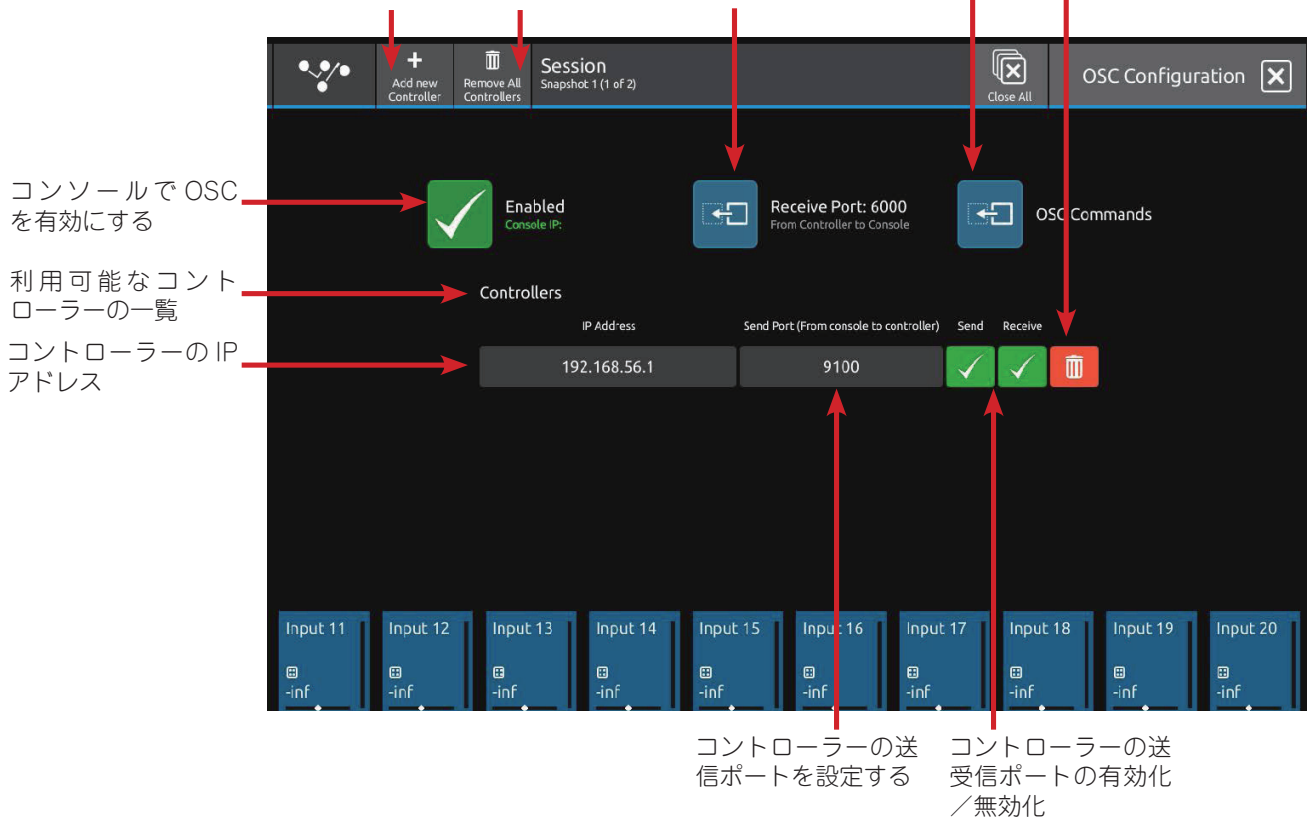 Add new
Controller
Remove All
Controllers
Session
Snapshot 1 (1 of 2)
Close All
OSC Configuration
コンソールで OSC
を有効にする
Enabled
Console IP:
Receive Port: 6000
From Controller to Console
OSC Commands
利用可能なコント
ローラーの一覧
Controllers
IP Address
Send Port (From console to controller)
Send
Receive
コントローラーの IP
アドレス
192.168.56.1
9100
Input 11
Input 12
Input 13
Input 14
Input 15
Input 16
Input 17
Input 18
Input 19
Input 20
-inf
-inf
-inf
-inf
-inf
-inf
-inf
-inf
-inf
-inf
コントローラーの送
信ポートを設定する
コントローラーの送
受信ポートの有効化
／無効化